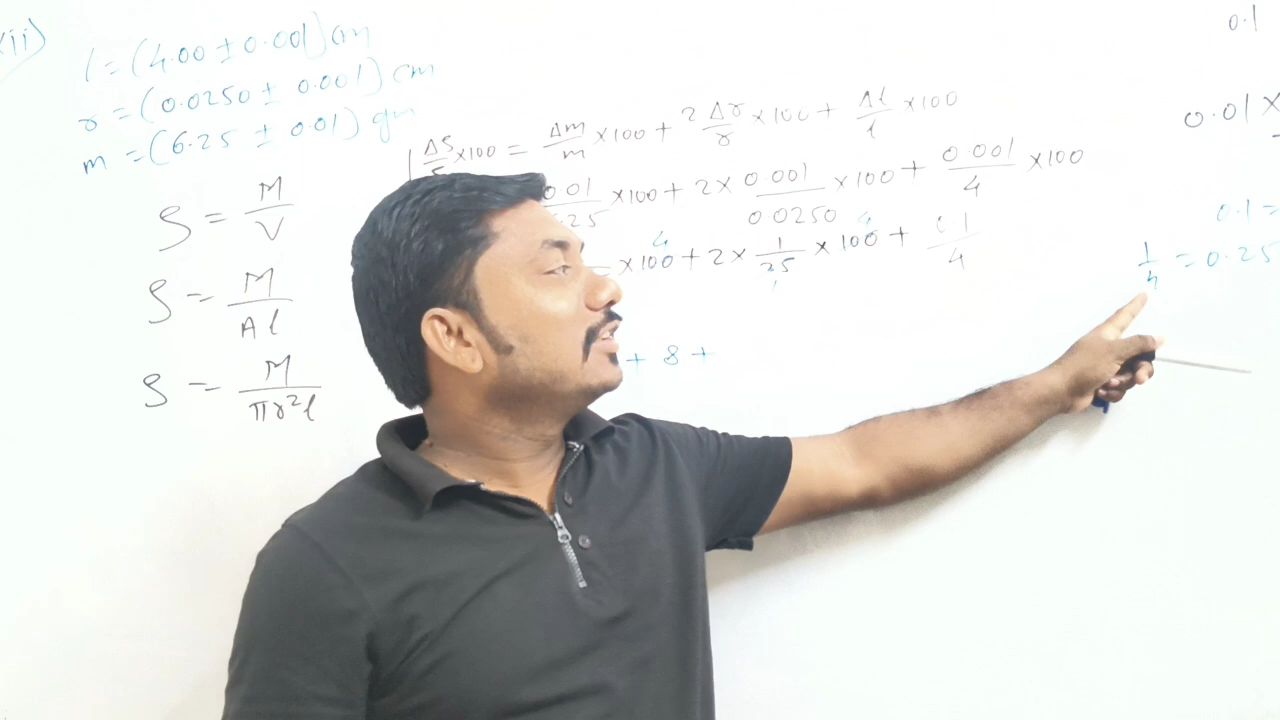 (ii)
l = (4.00 ± 0.001) cm
r = (0.0250 ± 0.001) cm
m = (6.25 ± 0.01) gm
S = M/V
S = M/Al
S = M/πr²l
ΔS/S ×100 = Δm/m ×100 + 2 Δr/r ×100 + Δl/l ×100
0.01/.25 ×100 + 2× 0.001/0.0250 ×100 + 0.001/4 ×100
×100 4 + 2 × 1/25 × 100 4 + 0.1/4
+ 8 +
0.1
0.01 ×
0.1 =
1/4 = 0.25